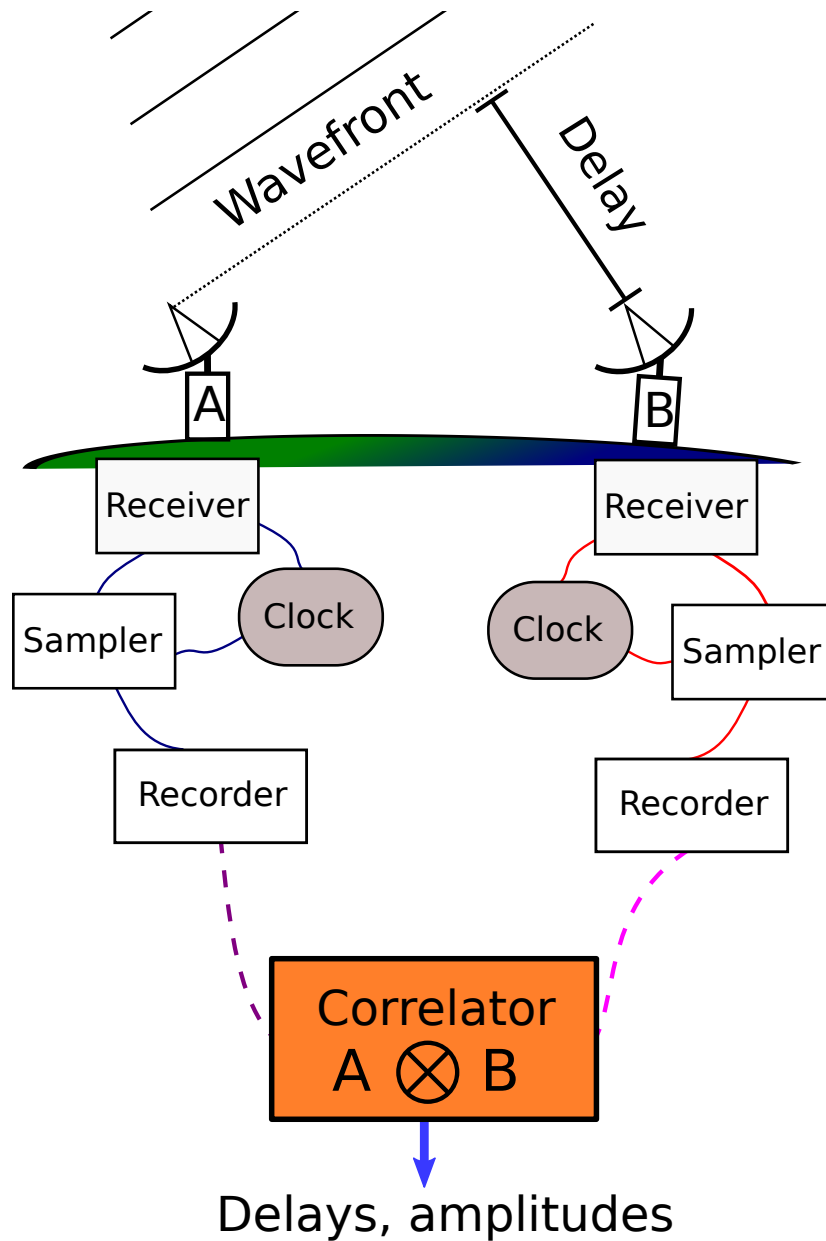 Wavefront
Delay
A
B
Receiver
Receiver
Clock
Clock
Sampler
Sampler
Recorder
Recorder
Correlator
A ⊗ B
Delays, amplitudes